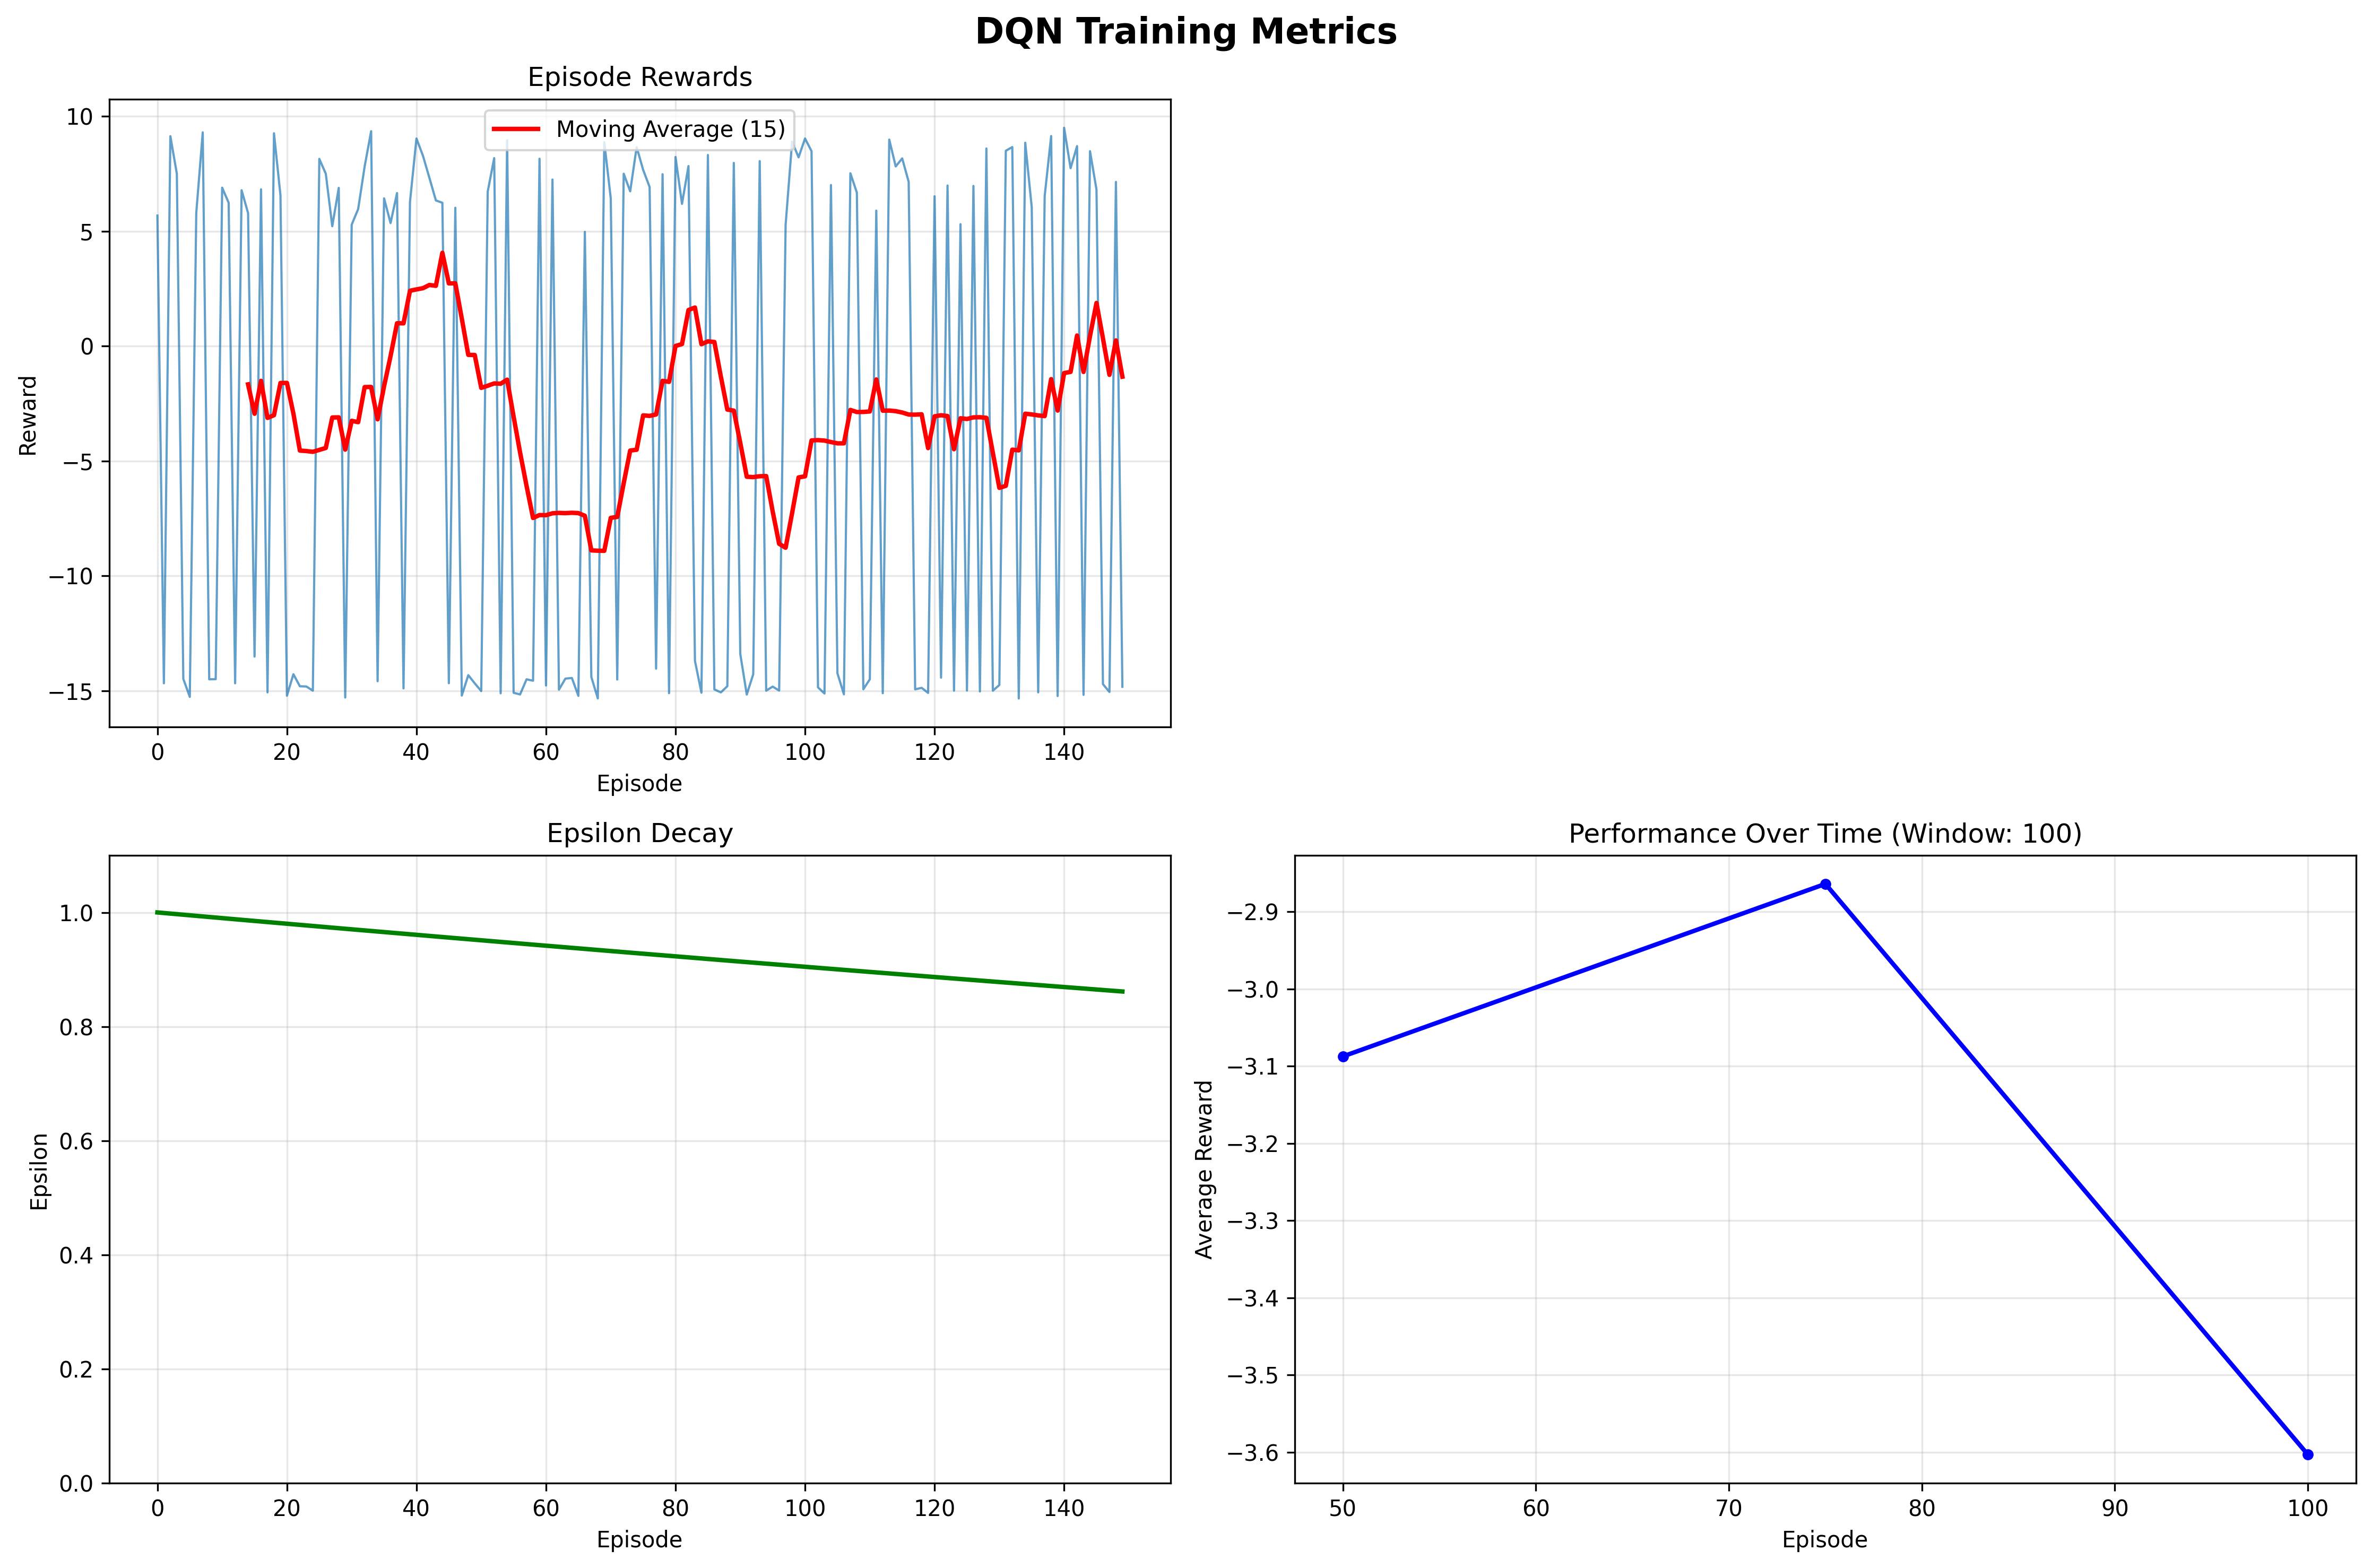 DQN Training Metrics
Episode Rewards
Moving Average (15)
10
5
0
−5
−10
−15
Reward
0 20 40 60 80 100 120 140
Episode
Epsilon Decay
1.0
0.8
0.6
0.4
0.2
0.0
Epsilon
0 20 40 60 80 100 120 140
Episode
Performance Over Time (Window: 100)
−2.9
−3.0
−3.1
−3.2
−3.3
−3.4
−3.5
−3.6
Average Reward
50 60 70 80 90 100
Episode